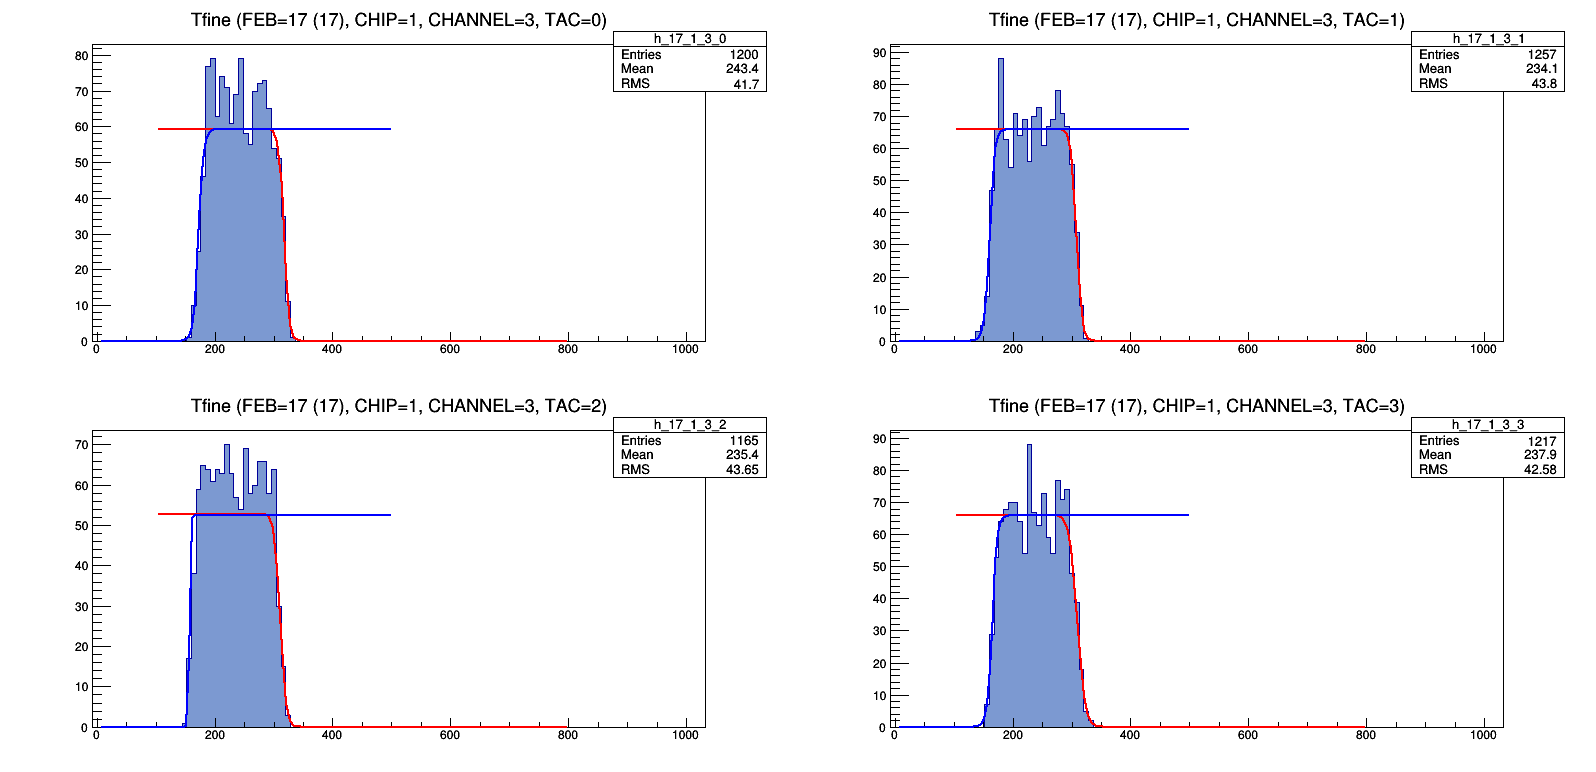 Tfine (FEB=17 (17), CHIP=1, CHANNEL=3, TAC=0)
h_17_1_3_0
Entries 1200
Mean 243.4
RMS 41.7
80
70
60
50
40
30
20
10
0
0 200 400 600 800 1000
Tfine (FEB=17 (17), CHIP=1, CHANNEL=3, TAC=1)
h_17_1_3_1
Entries 1257
Mean 234.1
RMS 43.8
90
80
70
60
50
40
30
20
10
0
0 200 400 600 800 1000
Tfine (FEB=17 (17), CHIP=1, CHANNEL=3, TAC=2)
h_17_1_3_2
Entries 1165
Mean 235.4
RMS 43.65
70
60
50
40
30
20
10
0
0 200 400 600 800 1000
Tfine (FEB=17 (17), CHIP=1, CHANNEL=3, TAC=3)
h_17_1_3_3
Entries 1217
Mean 237.9
RMS 42.58
90
80
70
60
50
40
30
20
10
0
0 200 400 600 800 1000